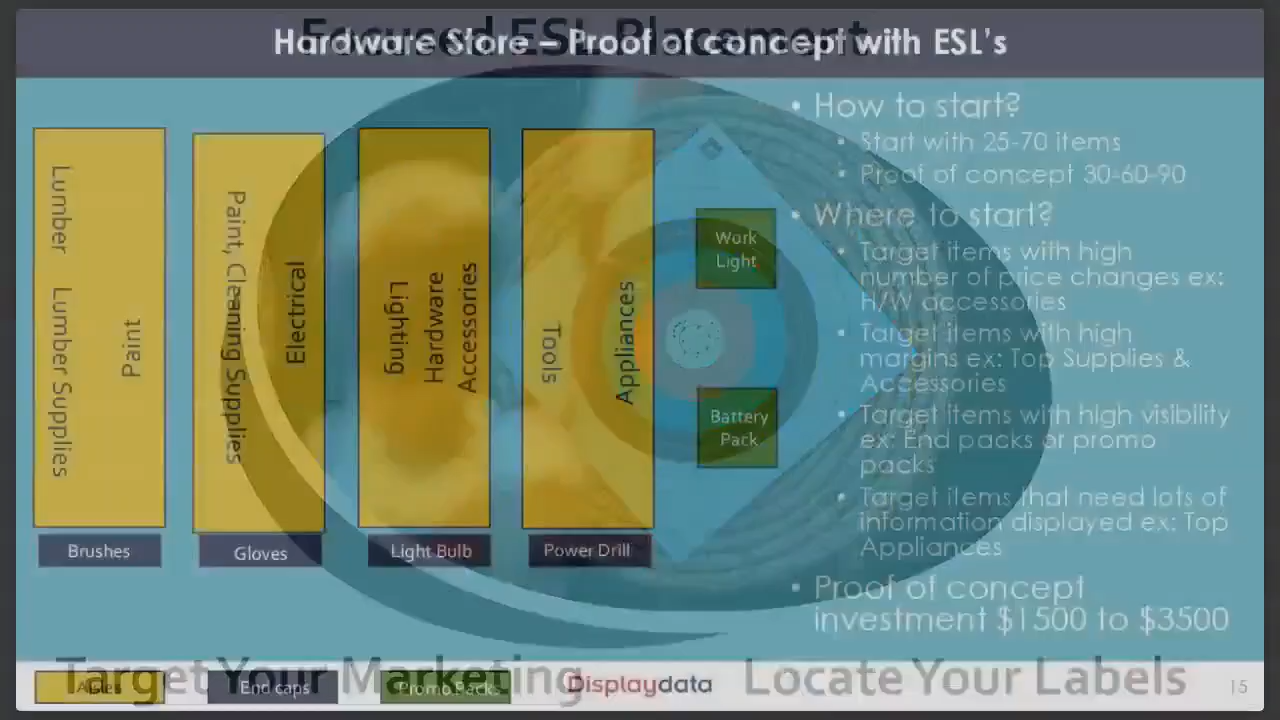 Focused ESL Placement
Hardware Store – Proof of concept with ESL's
Lumber Lumber Supplies
Paint
Paint, Cleaning Supplies
Electrical
Lighting
Hardware
Accessories
Tools
Appliances
Work
Light
Battery
Pack
Brushes
Gloves
Light Bulb
Power Drill
• How to start?
• Start with 25-70 items
• Proof of concept 30-60-90
• Where to start?
• Target items with high
number of price changes ex:
H/W accessories
• Target items with high
margins ex: Top Supplies &
Accessories
• Target items with high visibility
ex: End packs or promo
packs
• Target items that need lots of
information displayed ex: Top
Appliances
• Proof of concept
investment $1500 to $3500
Target Your Marketing
Locate Your Labels
Aisles
End caps
Promo Packs
Displaydata
15